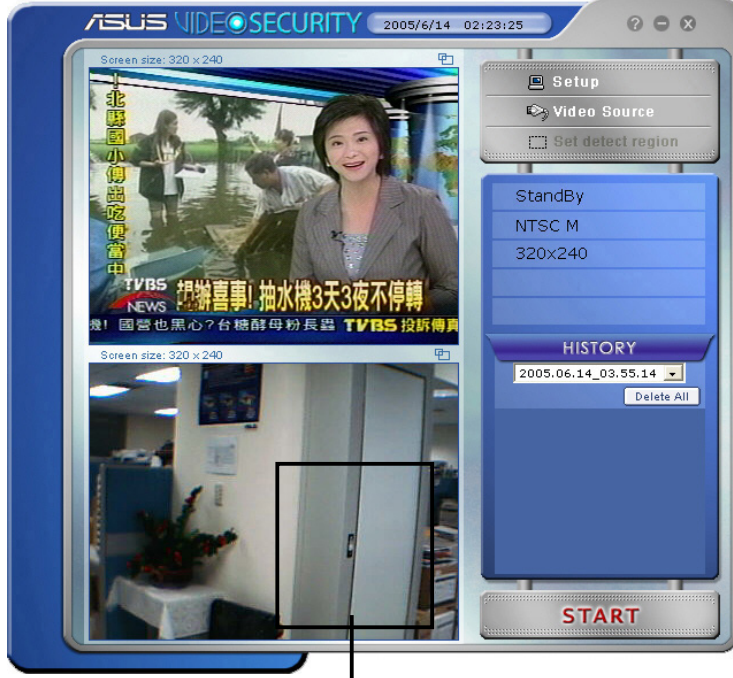 ASUS VIDEOSECURITY 2005/6/14 02:23:25
Screen size: 320 x 240
!北縣國小傳出吃便當中
TVBS
NEWS
辦喜事! 抽水機3天3夜不停轉
機! 國營也黑心?台糖酵母粉長蟲 TVBS 投訴傳真
Screen size: 320 x 240
Setup
Video Source
Set detect region
StandBy
NTSC M
320x240
HISTORY
2005.06.14_03.55.14
Delete All
START